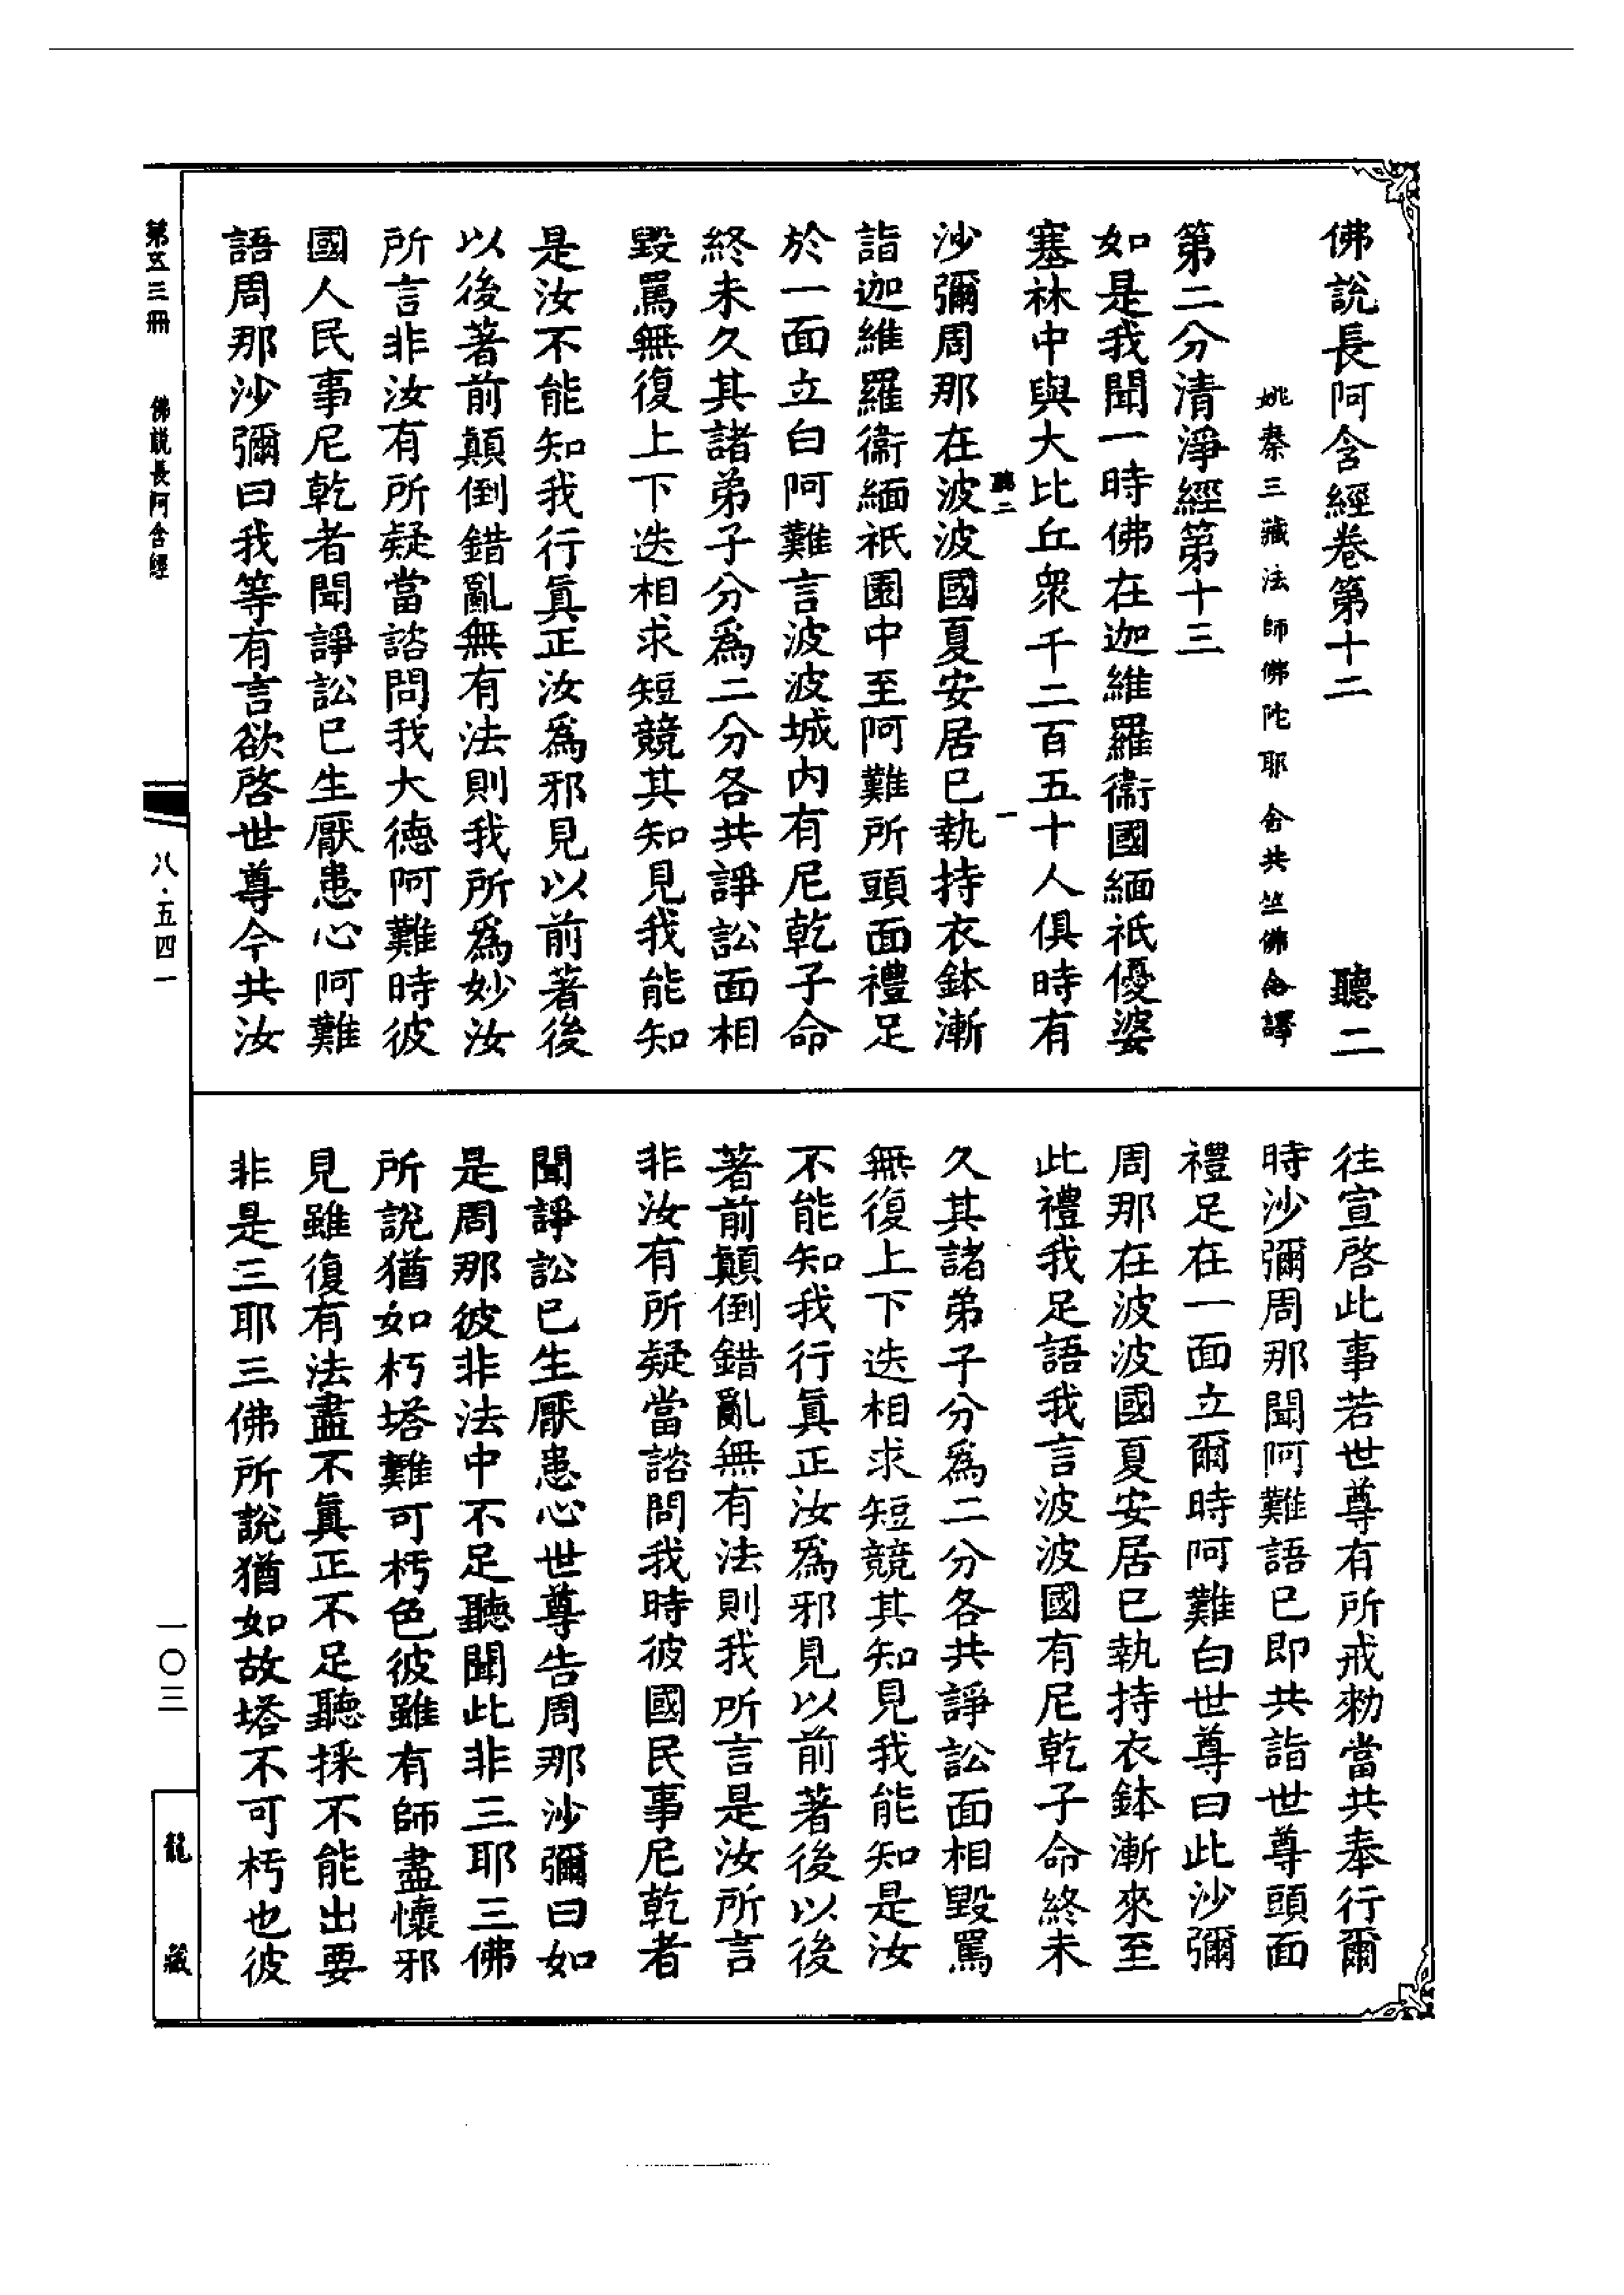 佛說長阿含經卷第十二　聽二
姚秦三藏法師佛陀耶舍共竺佛念譯
第二分清淨經第十三
如是我聞一時佛在迦維羅衞國緬祇優婆
塞林中與大比丘衆千二百五十人俱時有
聽二　一
沙彌周那在波波國夏安居已執持衣鉢漸
詣迦維羅衞緬祇園中至阿難所頭面禮足
於一面立白阿難言波波城內有尼乾子命
終未久其諸弟子分爲二分各共諍訟面相
毀罵無復上下迭相求短競其知見我能知
是汝不能知我行眞正汝爲邪見以前著後
以後著前顛倒錯亂無有法則我所爲妙汝
所言非汝有所疑當諮問我大德阿難時彼
國人民事尼乾者聞諍訟已生厭患心阿難
語周那沙彌曰我等有言欲啓世尊今共汝
往宣啓此事若世尊有所戒勑當共奉行爾
時沙彌周那聞阿難語已即共詣世尊頭面
禮足在一面立爾時阿難白世尊曰此沙彌
周那在波波國夏安居已執持衣鉢漸來至
此禮我足語我言波波國有尼乾子命終未
久其諸弟子分爲二分各共諍訟面相毀罵
無復上下迭相求短競其知見我能知是汝
不能知我行眞正汝爲邪見以前著後以後
著前顛倒錯亂無有法則我所言是汝所言
非汝有所疑當諮問我時彼國民事尼乾者
聞諍訟已生厭患心世尊告周那沙彌曰如
是周那彼非法中不足聽聞此非三耶三佛
所說猶如朽塔難可杇色彼雖有師盡懷邪
見雖復有法盡不眞正不足聽採不能出要
非是三耶三佛所說猶如故塔不可杇也彼
第五三冊　佛說長阿含經
八·五四一
一〇三
龍藏